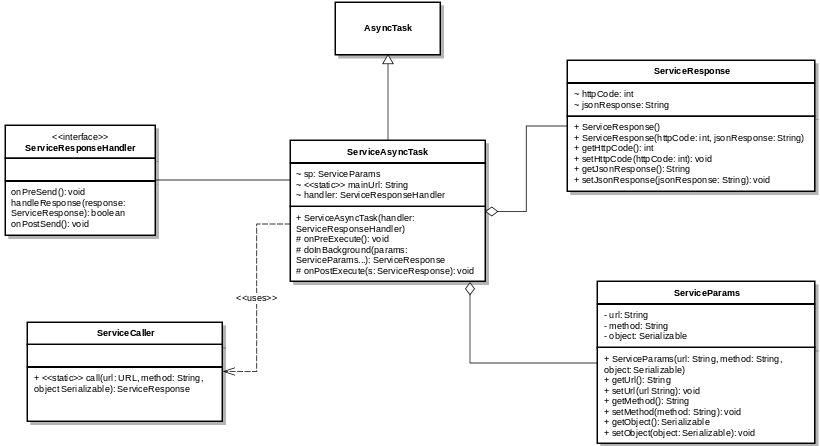 AsyncTask
ServiceResponse
~ httpCode: int
~ jsonResponse: String
+ ServiceResponse()
+ ServiceResponse(httpCode: int, jsonResponse: String)
+ getHttpCode(): int
+ setHttpCode(httpCode: int): void
+ getJsonResponse(): String
+ setJsonResponse(jsonResponse: String): void
<<interface>>
ServiceResponseHandler
onPreSend(): void
handleResponse(response:
ServiceResponse): boolean
onPostSend(): void
ServiceAsyncTask
~ sp: ServiceParams
~ <<static>> mainUrl: String
~ handler: ServiceResponseHandler
+ ServiceAsyncTask(handler:
ServiceResponseHandler)
# onPreExecute(): void
# doInBackground(params:
ServiceParams...): ServiceResponse
# onPostExecute(s: ServiceResponse): void
<<uses>>
ServiceCaller
+ <<static>> call(url: URL, method: String,
object Serializable): ServiceResponse
ServiceParams
- url: String
- method: String
- object: Serializable
+ ServiceParams(url: String, method: String,
object: Serializable)
+ getUrl(): String
+ setUrl(url String): void
+ getMethod(): String
+ setMethod(method: String): void
+ getObject(): Serializable
+ setObject(object: Serializable): void